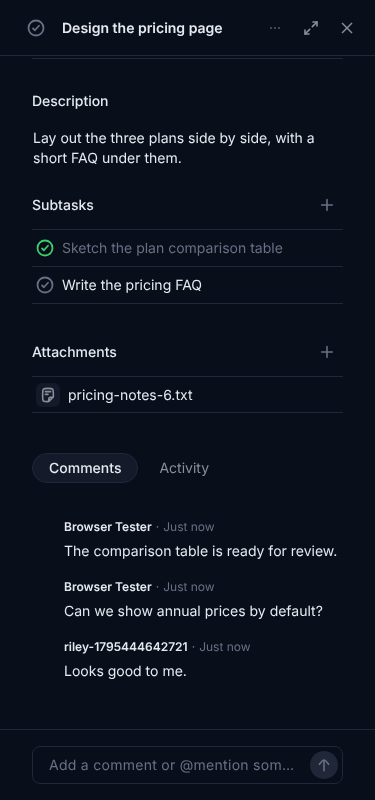 Design the pricing page
Description
Lay out the three plans side by side, with a
short FAQ under them.
Subtasks
Sketch the plan comparison table
Write the pricing FAQ
Attachments
pricing-notes-6.txt
Comments
Activity
Browser Tester · Just now
The comparison table is ready for review.
Browser Tester · Just now
Can we show annual prices by default?
riley-1795444642721 · Just now
Looks good to me.
Add a comment or @mention som...